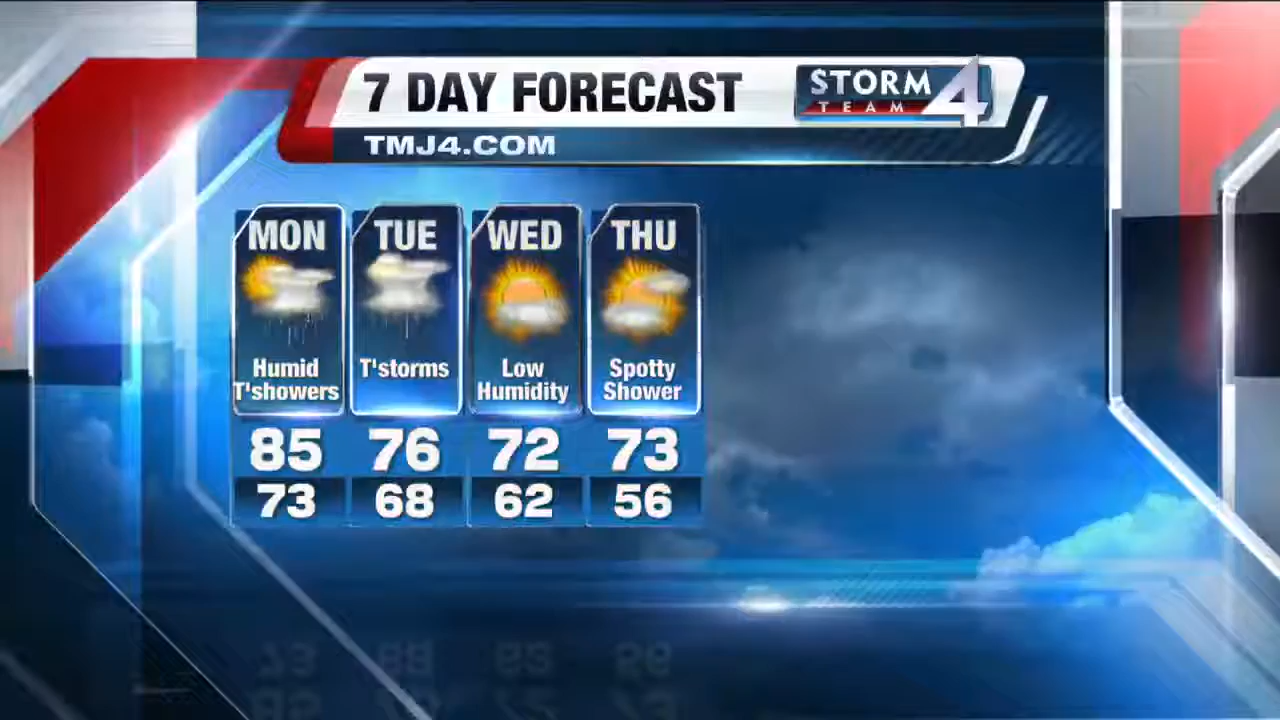 7 DAY FORECAST
STORM 4
TEAM
TMJ4.COM
MON TUE WED THU
Humid T'showers
T'storms
Low Humidity
Spotty Shower
85 76 72 73
73 68 62 56